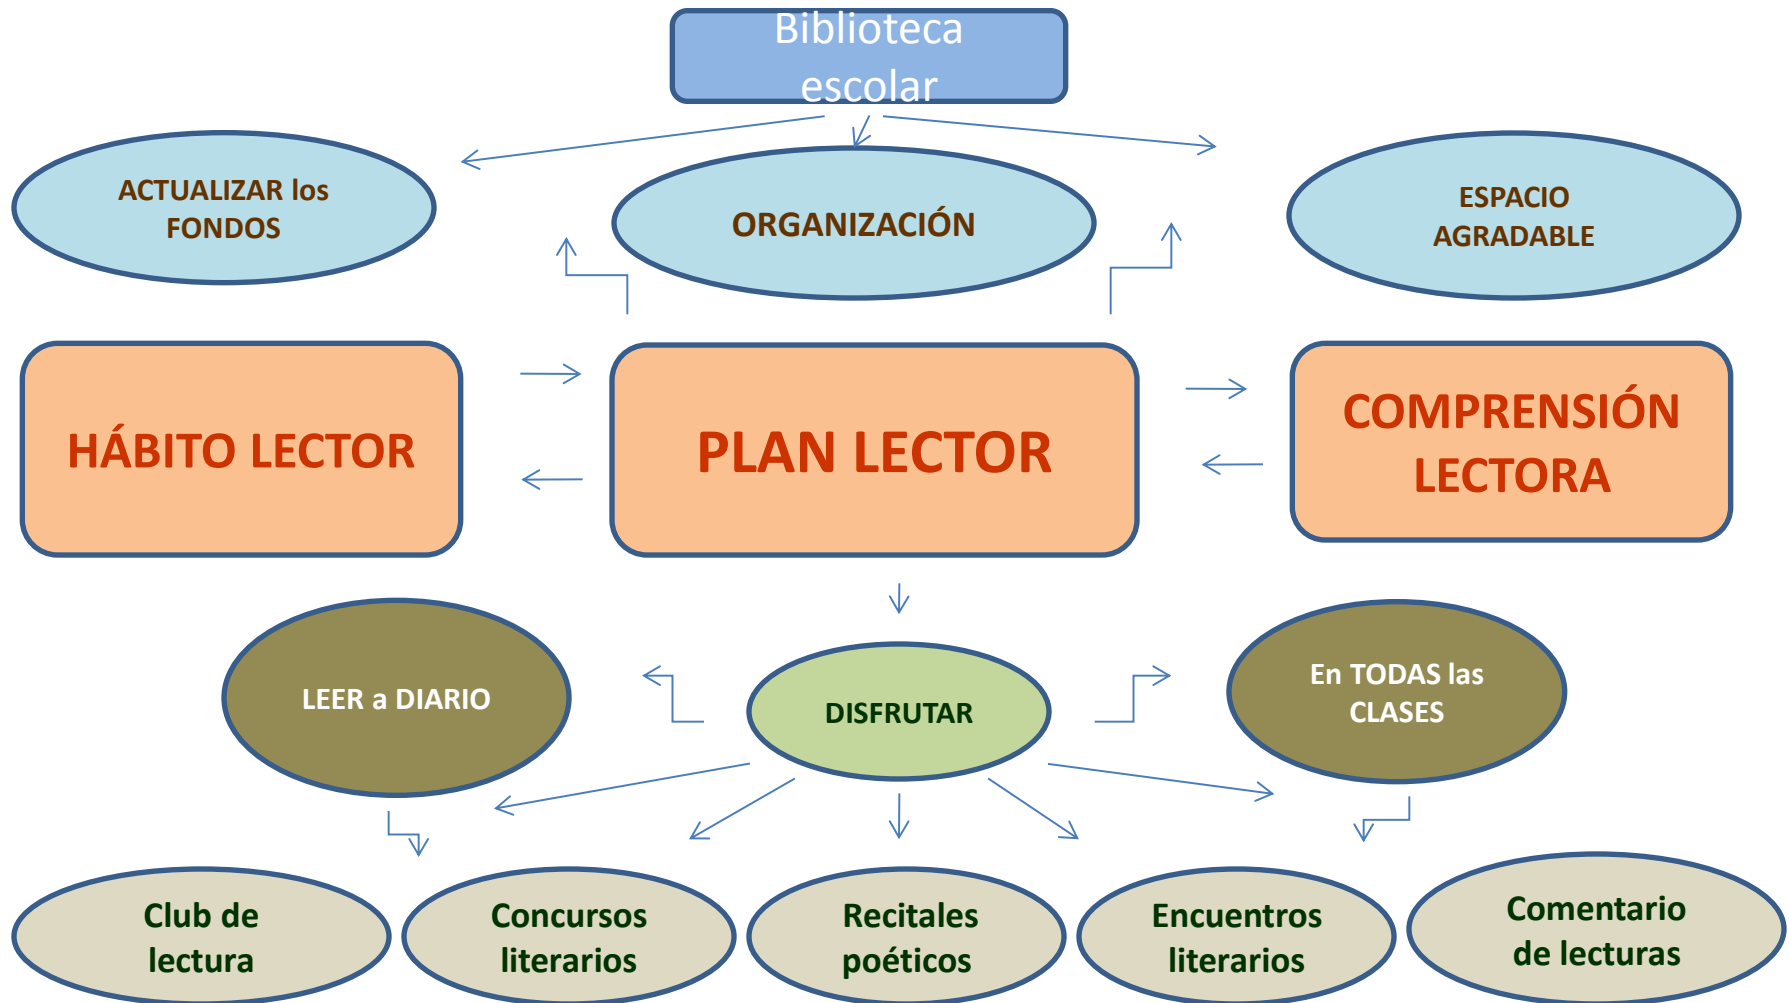 Biblioteca
escolar
ACTUALIZAR los
FONDOS
ORGANIZACIÓN
ESPACIO
AGRADABLE
HÁBITO LECTOR
PLAN LECTOR
COMPRENSIÓN
LECTORA
LEER a DIARIO
DISFRUTAR
En TODAS las
CLASES
Club de
lectura
Concursos
literarios
Recitales
poéticos
Encuentros
literarios
Comentario
de lecturas